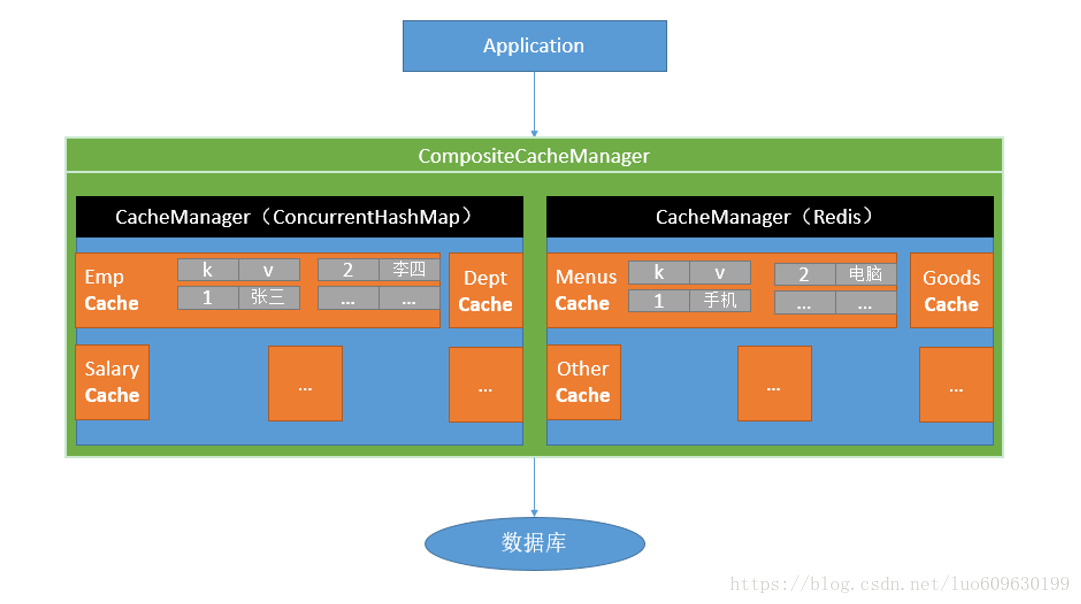 Application
CompositeCacheManager
CacheManager（ConcurrentHashMap）
Emp
Cache
k v
1 张三
2 李四
... ...
Dept
Cache
Salary
Cache
...
...
CacheManager（Redis）
Menus
Cache
k v
1 手机
2 电脑
... ...
Goods
Cache
Other
Cache
...
...
数据库
https://blog.csdn.net/luo609630199